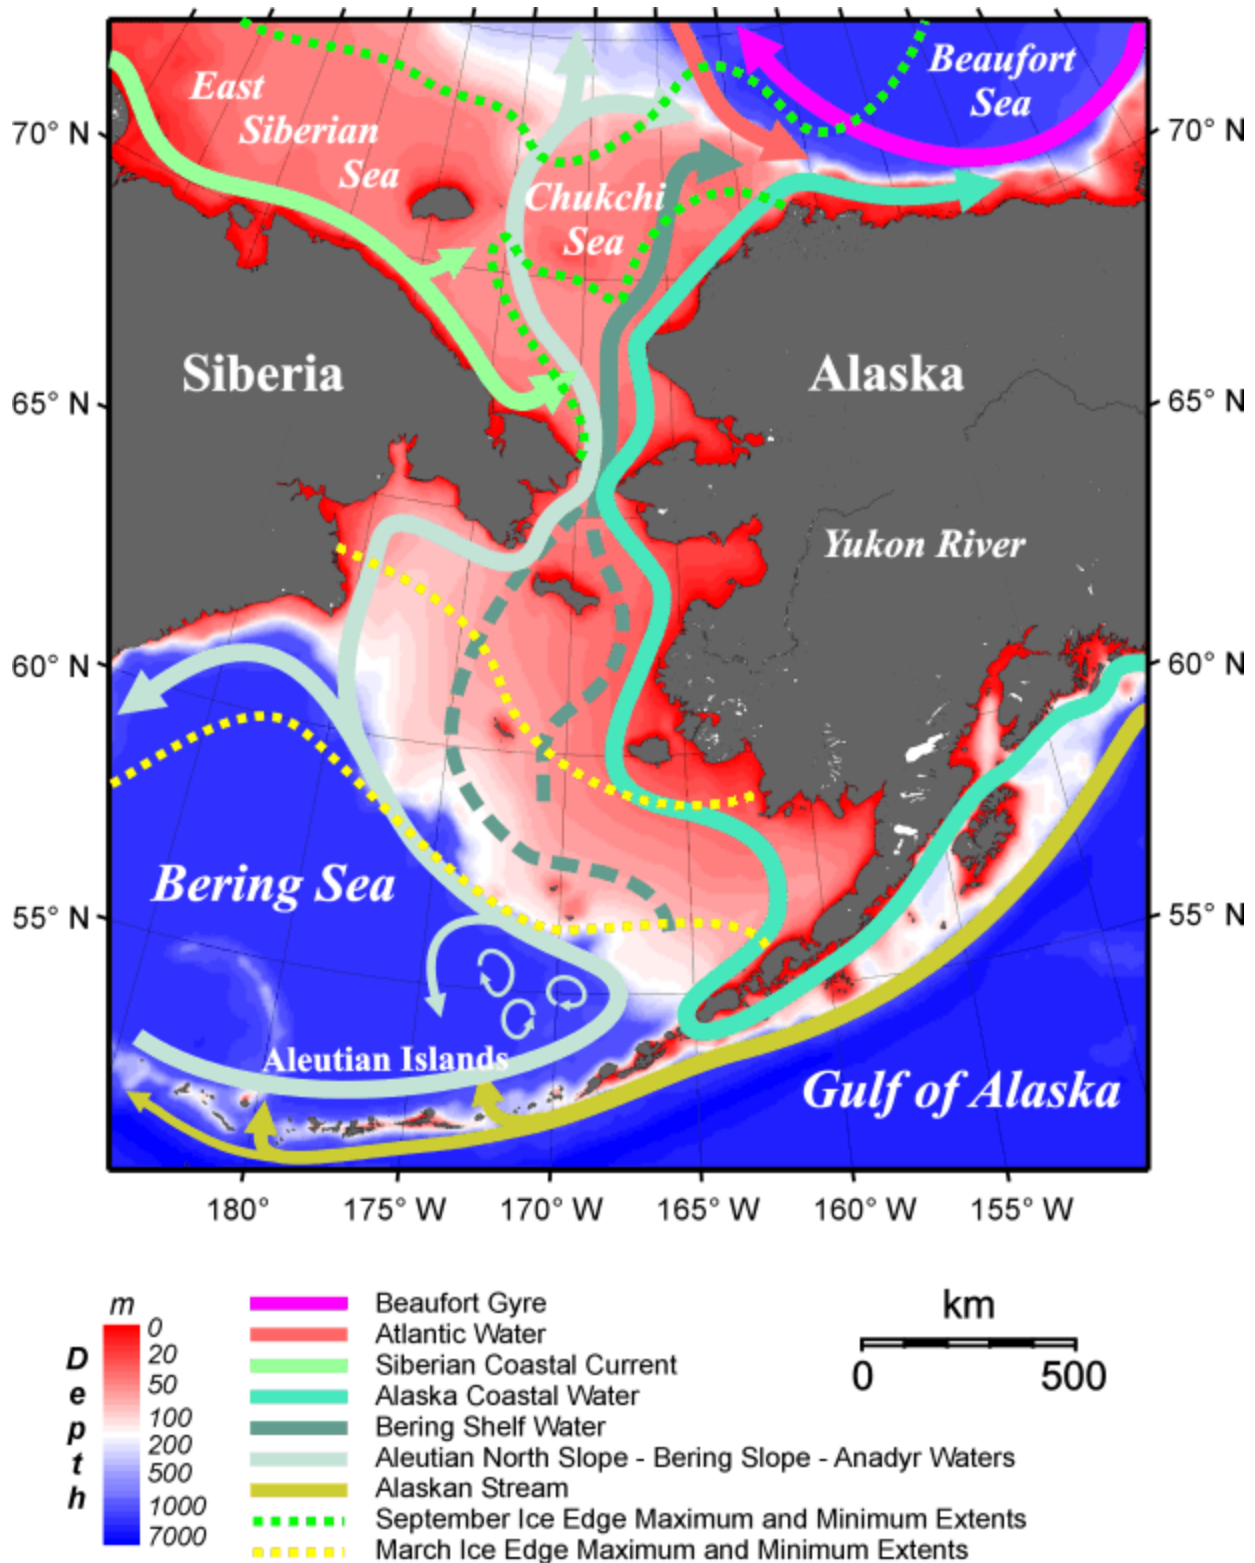 East
Siberian
Sea
Beaufort
Sea
70° N
70° N
Chukchi
Sea
Siberia
Alaska
65° N
65° N
Yukon River
60° N
60° N
Bering Sea
55° N
55° N
Aleutian Islands
Gulf of Alaska
180°
175° W
170° W
165° W
160° W
155° W
m
Depth
0
20
50
100
200
500
1000
7000
Beaufort Gyre
Atlantic Water
Siberian Coastal Current
Alaska Coastal Water
Bering Shelf Water
Aleutian North Slope - Bering Slope - Anadyr Waters
Alaskan Stream
September Ice Edge Maximum and Minimum Extents
March Ice Edge Maximum and Minimum Extents
km
0 500